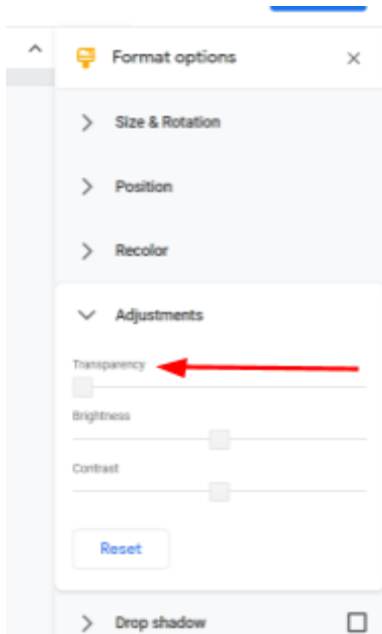 Format options
Size & Rotation
Position
Recolor
Adjustments
Transparency
Brightness
Contrast
Reset
Drop shadow